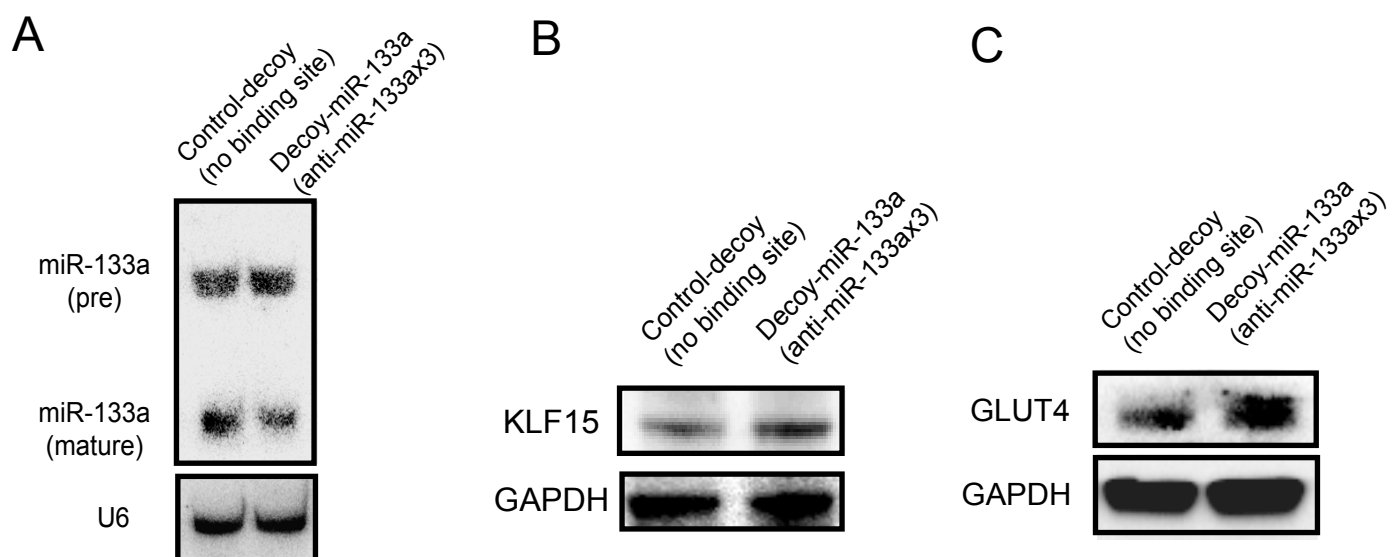 A
Control-decoy
(no binding site)
Decoy-miR-133a
(anti-miR-133ax3)
miR-133a
(pre)
miR-133a
(mature)
U6
B
Control-decoy
(no binding site)
Decoy-miR-133a
(anti-miR-133ax3)
KLF15
GAPDH
C
Control-decoy
(no binding site)
Decoy-miR-133a
(anti-miR-133ax3)
GLUT4
GAPDH